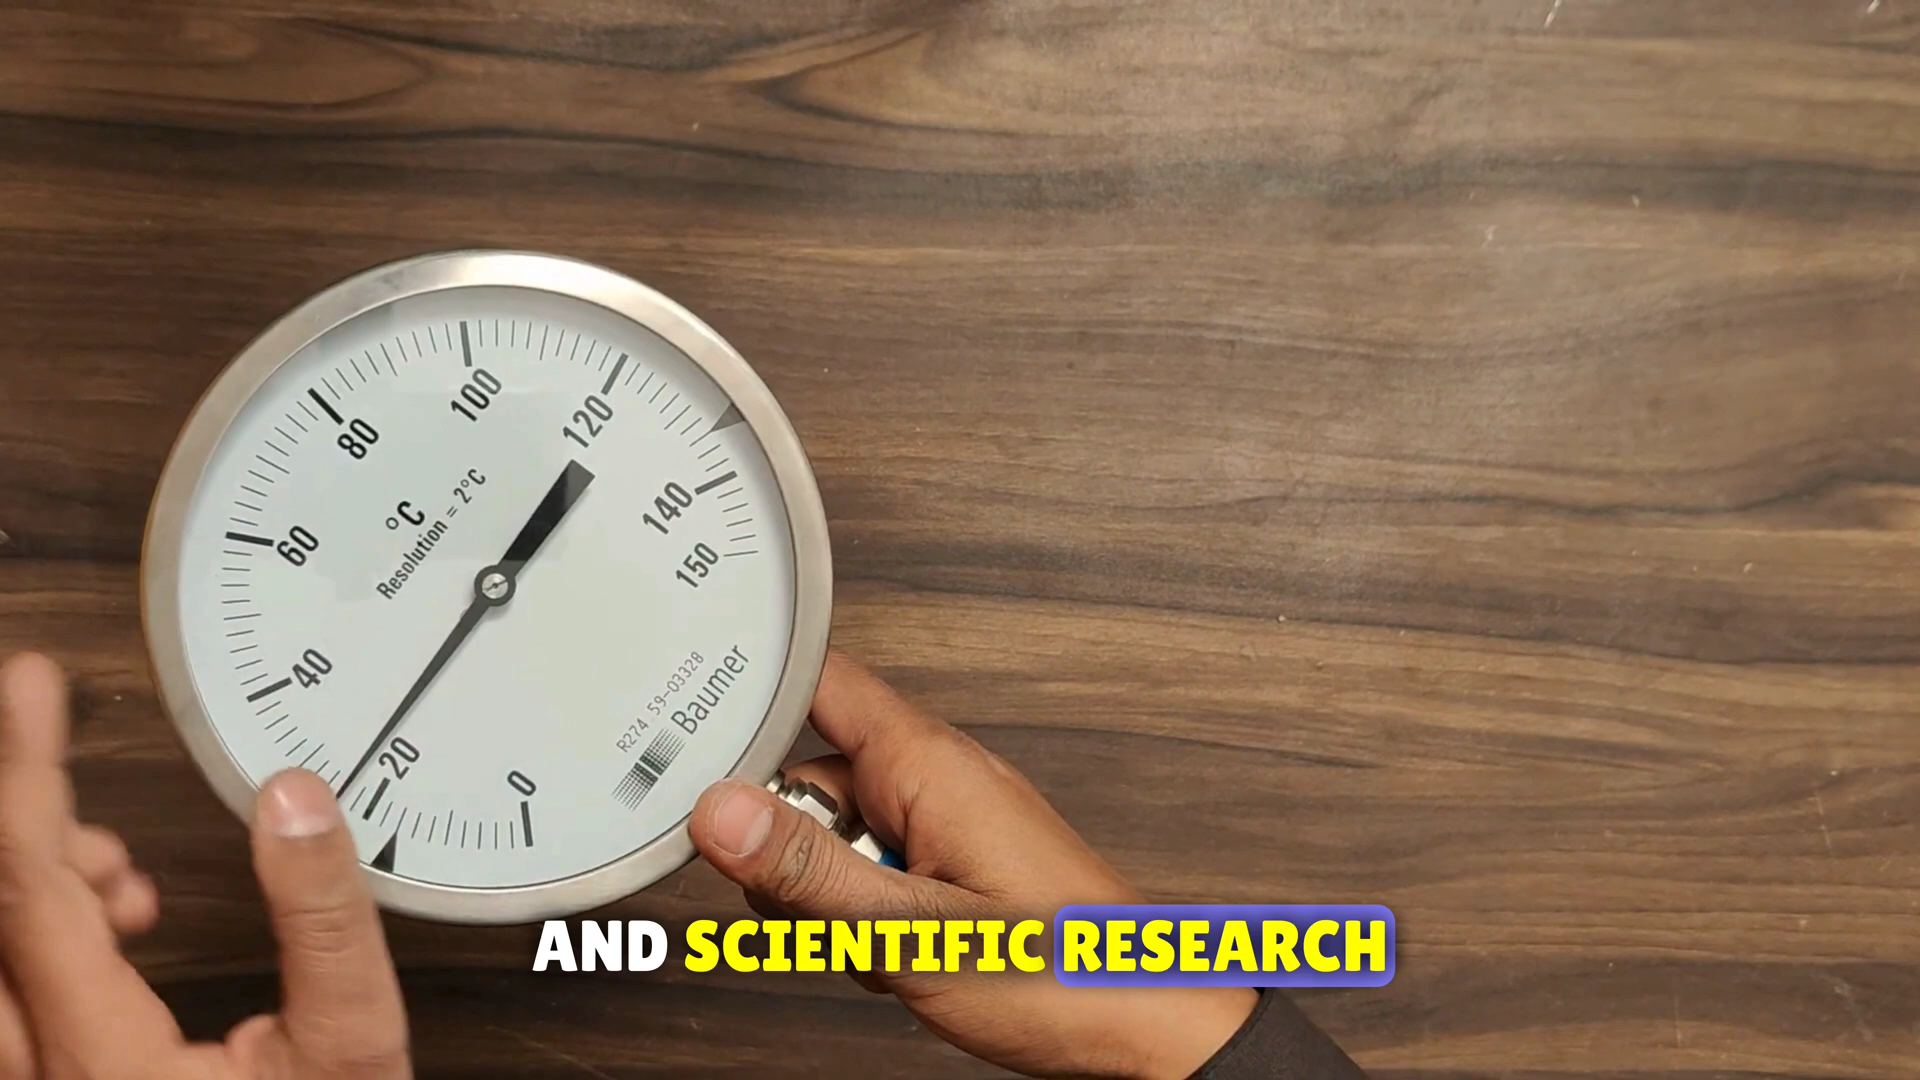 0
20
40
60
80
100
120
140
150
°C
Resolution = 2°C
R274 59-03328
Baumer
AND SCIENTIFIC RESEARCH